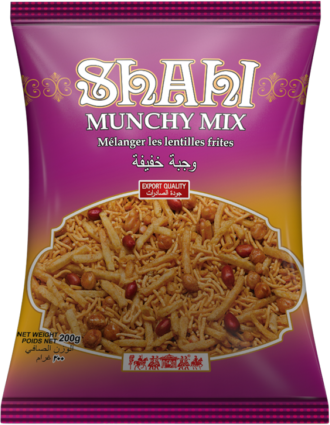 SHAHI
MUNCHY MIX
Mélanger les lentilles frites
وجبة خفيفة
EXPORT QUALITY
جودة الصادرات
NET WEIGHT
POIDS NET 200g
الوزن الصافي
٢٠٠ غرام